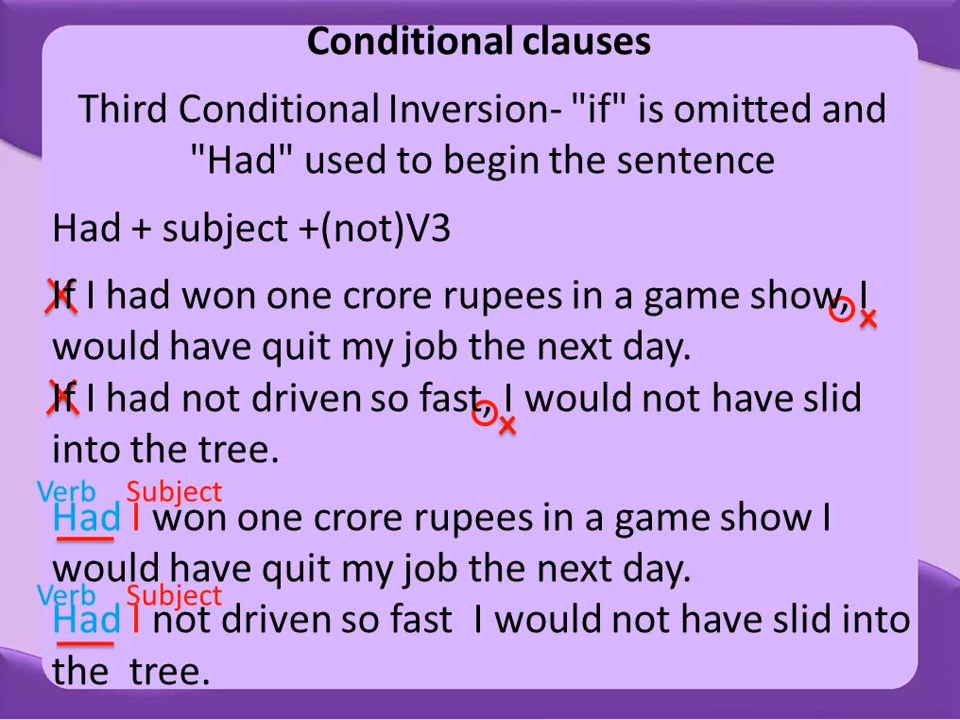 Conditional clauses
Third Conditional Inversion- "if" is omitted and
"Had" used to begin the sentence
Had + subject +(not)V3
If I had won one crore rupees in a game show, I
would have quit my job the next day.
If I had not driven so fast, I would not have slid
into the tree.
Verb Subject
Had I won one crore rupees in a game show I
would have quit my job the next day.
Verb Subject
Had I not driven so fast  I would not have slid into
the  tree.